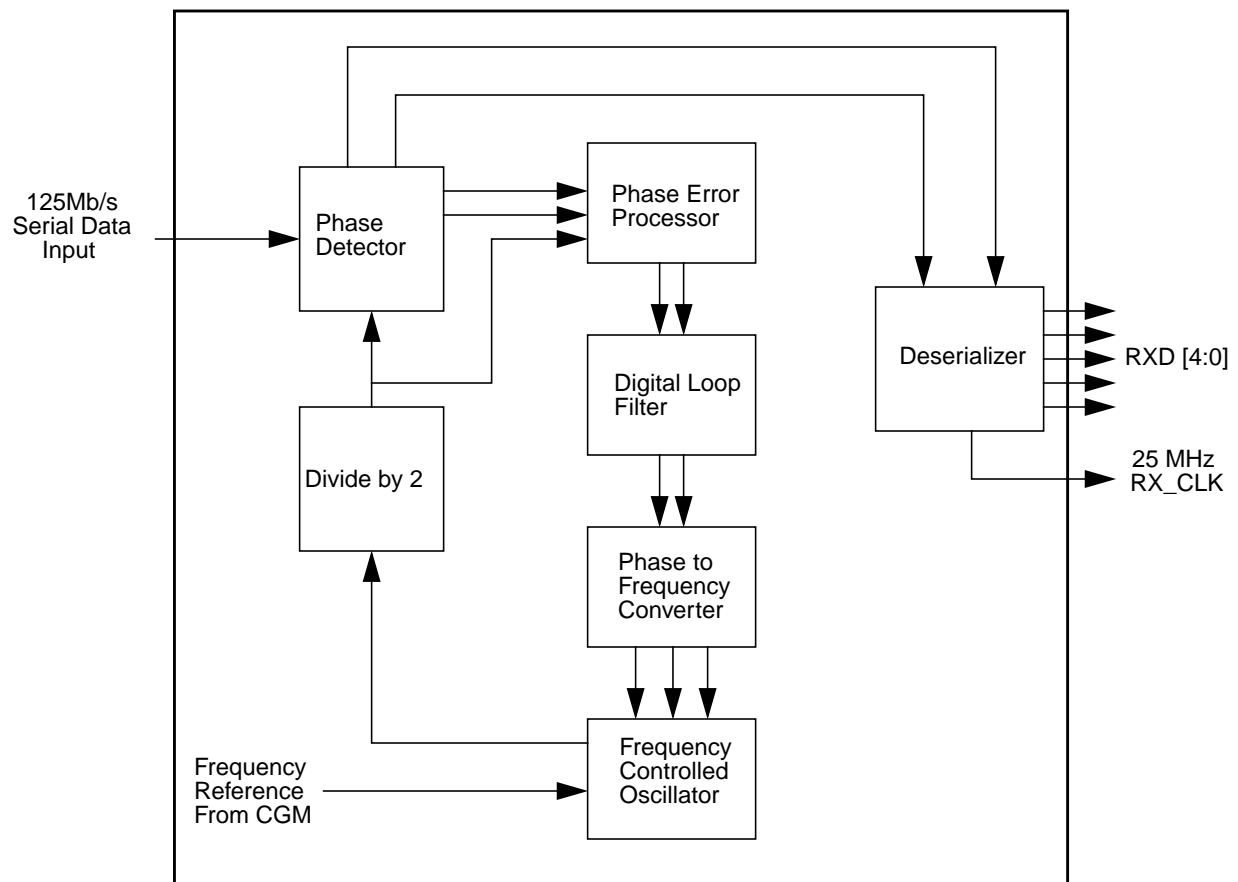 125Mb/s
Serial Data
Input
Phase
Detector
Phase Error
Processor
Deserializer
RXD [4:0]
Digital Loop
Filter
Divide by 2
25 MHz
RX_CLK
Phase to
Frequency
Converter
Frequency
Reference
From CGM
Frequency
Controlled
Oscillator